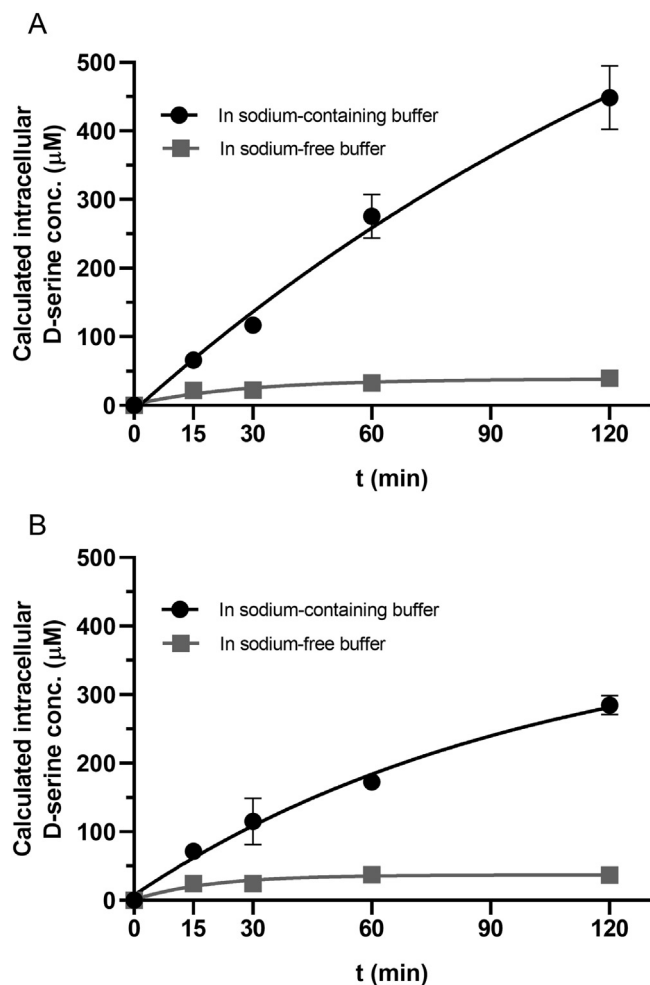 A
500
400
300
200
100
0
Calculated intracellular
D-serine conc. (μM)
In sodium-containing buffer
In sodium-free buffer
0 15 30 60 90 120
t (min)
B
500
400
300
200
100
0
Calculated intracellular
D-serine conc. (μM)
In sodium-containing buffer
In sodium-free buffer
0 15 30 60 90 120
t (min)